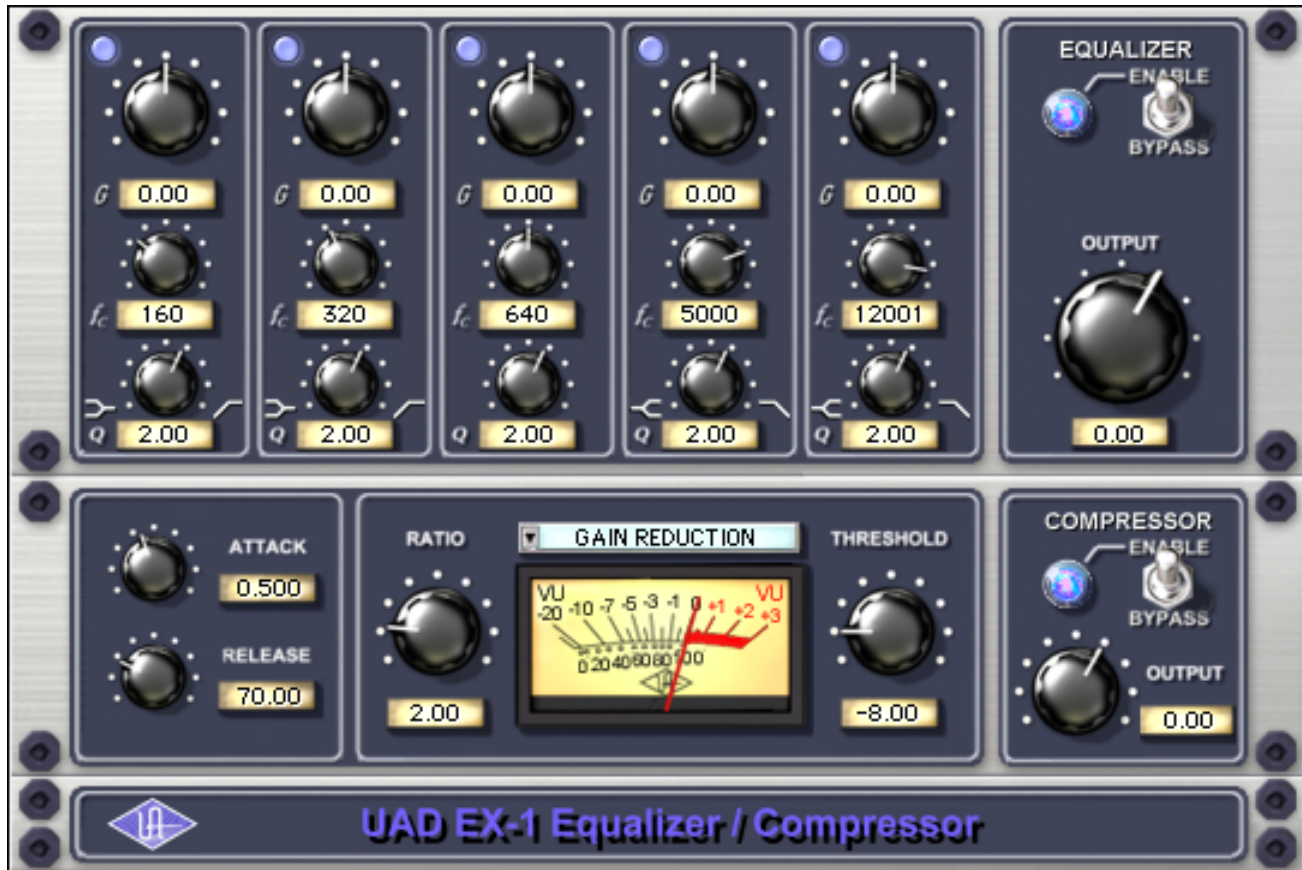 EQUALIZER
ENABLE
BYPASS
G 0.00
G 0.00
G 0.00
G 0.00
G 0.00
OUTPUT
fc 160
fc 320
fc 640
fc 5000
fc 12001
Q 2.00
Q 2.00
Q 2.00
Q 2.00
Q 2.00
0.00
ATTACK
0.500
RELEASE
70.00
RATIO
2.00
GAIN REDUCTION
VU VU
-20 -10 -7 -5 -3 -1 0 +1 +2 +3
0 20 40 60 80 100
UA
THRESHOLD
-8.00
COMPRESSOR
ENABLE
BYPASS
OUTPUT
0.00
UA
UAD EX-1 Equalizer / Compressor